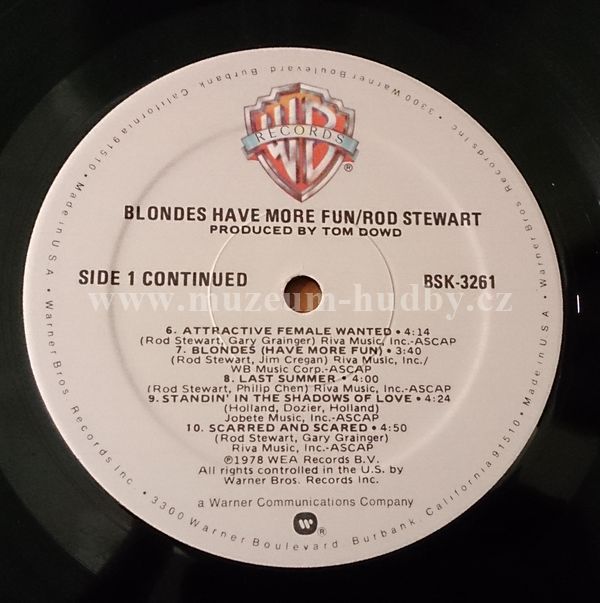 Made in U.S.A. • Warner Bros. Records Inc. • 3300 Warner Boulevard, Burbank, California 91510 • Made in U.S.A. • Warner Bros. Records Inc. • 3300 Warner Boulevard, Burbank, California 91510 •
WB
RECORDS
®
BLONDES HAVE MORE FUN/ROD STEWART
PRODUCED BY TOM DOWD
SIDE 1 CONTINUED
BSK-3261
www.muzeum-hudby.cz
6. ATTRACTIVE FEMALE WANTED • 4:14
(Rod Stewart, Gary Grainger) Riva Music, Inc.-ASCAP
7. BLONDES (HAVE MORE FUN) • 3:40
(Rod Stewart, Jim Cregan) Riva Music, Inc./
WB Music Corp.-ASCAP
8. LAST SUMMER • 4:00
(Rod Stewart, Philip Chen) Riva Music, Inc.-ASCAP
9. STANDIN' IN THE SHADOWS OF LOVE • 4:24
(Holland, Dozier, Holland)
Jobete Music, Inc.-ASCAP
10. SCARRED AND SCARED • 4:50
(Rod Stewart, Gary Grainger)
Riva Music, Inc.-ASCAP
℗1978 WEA Records B.V.
All rights controlled in the U.S. by
Warner Bros. Records Inc.
a Warner Communications Company
®